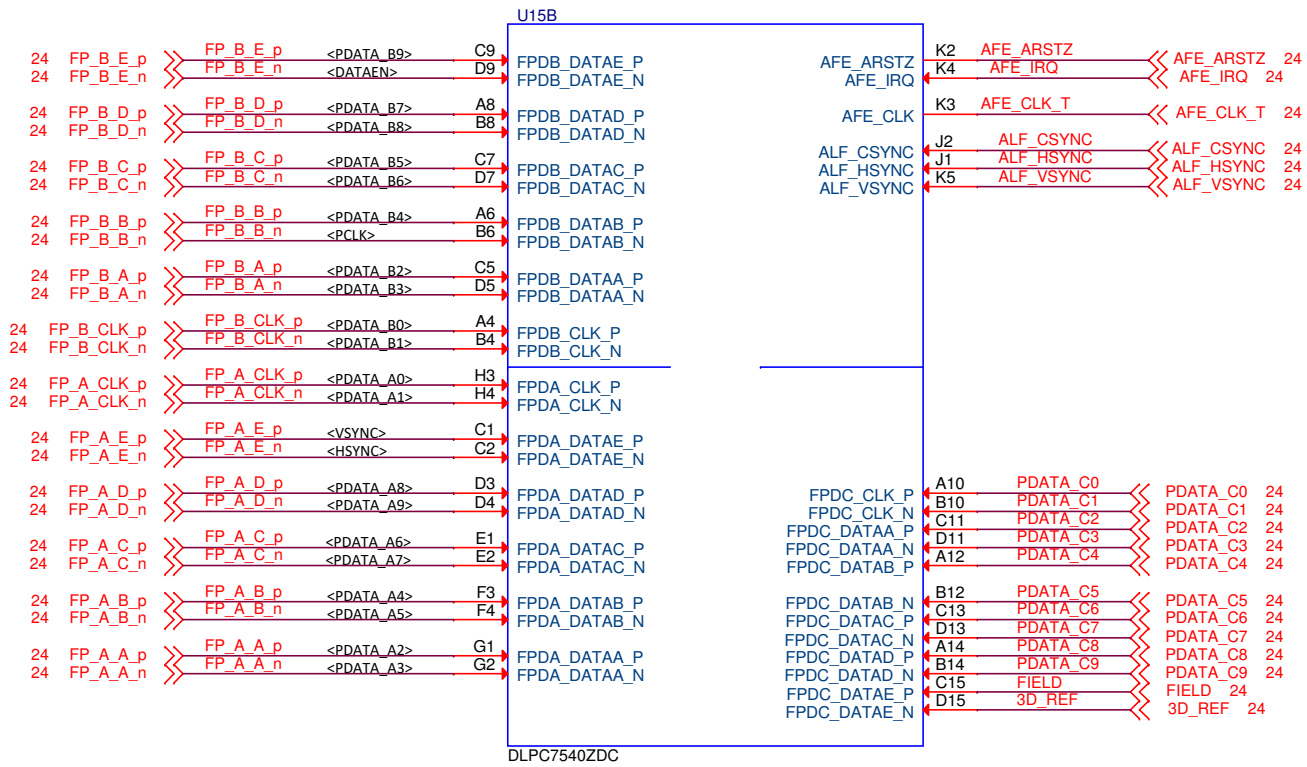 U15B
24 FP_B_E_p FP_B_E_p <PDATA_B9> C9 FPDB_DATAE_P
24 FP_B_E_n FP_B_E_n <DATAEN> D9 FPDB_DATAE_N
24 FP_B_D_p FP_B_D_p <PDATA_B7> A8 FPDB_DATAD_P
24 FP_B_D_n FP_B_D_n <PDATA_B8> B8 FPDB_DATAD_N
24 FP_B_C_p FP_B_C_p <PDATA_B5> C7 FPDB_DATAC_P
24 FP_B_C_n FP_B_C_n <PDATA_B6> D7 FPDB_DATAC_N
24 FP_B_B_p FP_B_B_p <PDATA_B4> A6 FPDB_DATAB_P
24 FP_B_B_n FP_B_B_n <PCLK> B6 FPDB_DATAB_N
24 FP_B_A_p FP_B_A_p <PDATA_B2> C5 FPDB_DATAA_P
24 FP_B_A_n FP_B_A_n <PDATA_B3> D5 FPDB_DATAA_N
24 FP_B_CLK_p FP_B_CLK_p <PDATA_B0> A4 FPDB_CLK_P
24 FP_B_CLK_n FP_B_CLK_n <PDATA_B1> B4 FPDB_CLK_N
24 FP_A_CLK_p FP_A_CLK_p <PDATA_A0> H3 FPDA_CLK_P
24 FP_A_CLK_n FP_A_CLK_n <PDATA_A1> H4 FPDA_CLK_N
24 FP_A_E_p FP_A_E_p <VSYNC> C1 FPDA_DATAE_P
24 FP_A_E_n FP_A_E_n <HSYNC> C2 FPDA_DATAE_N
24 FP_A_D_p FP_A_D_p <PDATA_A8> D3 FPDA_DATAD_P
24 FP_A_D_n FP_A_D_n <PDATA_A9> D4 FPDA_DATAD_N
24 FP_A_C_p FP_A_C_p <PDATA_A6> E1 FPDA_DATAC_P
24 FP_A_C_n FP_A_C_n <PDATA_A7> E2 FPDA_DATAC_N
24 FP_A_B_p FP_A_B_p <PDATA_A4> F3 FPDA_DATAB_P
24 FP_A_B_n FP_A_B_n <PDATA_A5> F4 FPDA_DATAB_N
24 FP_A_A_p FP_A_A_p <PDATA_A2> G1 FPDA_DATAA_P
24 FP_A_A_n FP_A_A_n <PDATA_A3> G2 FPDA_DATAA_N
AFE_ARSTZ K2 AFE_ARSTZ AFE_ARSTZ 24
AFE_IRQ K4 AFE_IRQ AFE_IRQ 24
AFE_CLK K3 AFE_CLK_T AFE_CLK_T 24
ALF_CSYNC J2 ALF_CSYNC ALF_CSYNC 24
ALF_HSYNC J1 ALF_HSYNC ALF_HSYNC 24
ALF_VSYNC K5 ALF_VSYNC ALF_VSYNC 24
FPDC_CLK_P A10 PDATA_C0 PDATA_C0 24
FPDC_CLK_N B10 PDATA_C1 PDATA_C1 24
FPDC_DATAA_P C11 PDATA_C2 PDATA_C2 24
FPDC_DATAA_N D11 PDATA_C3 PDATA_C3 24
FPDC_DATAB_P A12 PDATA_C4 PDATA_C4 24
FPDC_DATAB_N B12 PDATA_C5 PDATA_C5 24
FPDC_DATAC_P C13 PDATA_C6 PDATA_C6 24
FPDC_DATAC_N D13 PDATA_C7 PDATA_C7 24
FPDC_DATAD_P A14 PDATA_C8 PDATA_C8 24
FPDC_DATAD_N B14 PDATA_C9 PDATA_C9 24
FPDC_DATAE_P C15 FIELD FIELD 24
FPDC_DATAE_N D15 3D_REF 3D_REF 24
DLPC7540ZDC